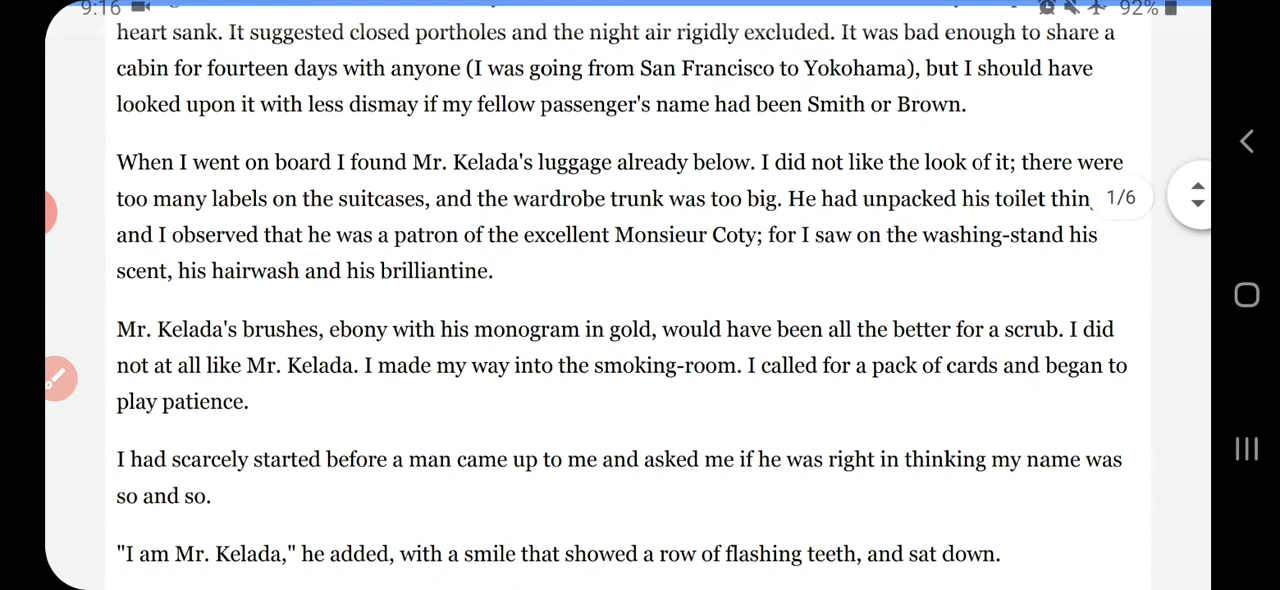 9:16
92%
heart sank. It suggested closed portholes and the night air rigidly excluded. It was bad enough to share a
cabin for fourteen days with anyone (I was going from San Francisco to Yokohama), but I should have
looked upon it with less dismay if my fellow passenger's name had been Smith or Brown.
When I went on board I found Mr. Kelada's luggage already below. I did not like the look of it; there were
too many labels on the suitcases, and the wardrobe trunk was too big. He had unpacked his toilet thin
1/6
and I observed that he was a patron of the excellent Monsieur Coty; for I saw on the washing-stand his
scent, his hairwash and his brilliantine.
Mr. Kelada's brushes, ebony with his monogram in gold, would have been all the better for a scrub. I did
not at all like Mr. Kelada. I made my way into the smoking-room. I called for a pack of cards and began to
play patience.
I had scarcely started before a man came up to me and asked me if he was right in thinking my name was
so and so.
"I am Mr. Kelada," he added, with a smile that showed a row of flashing teeth, and sat down.